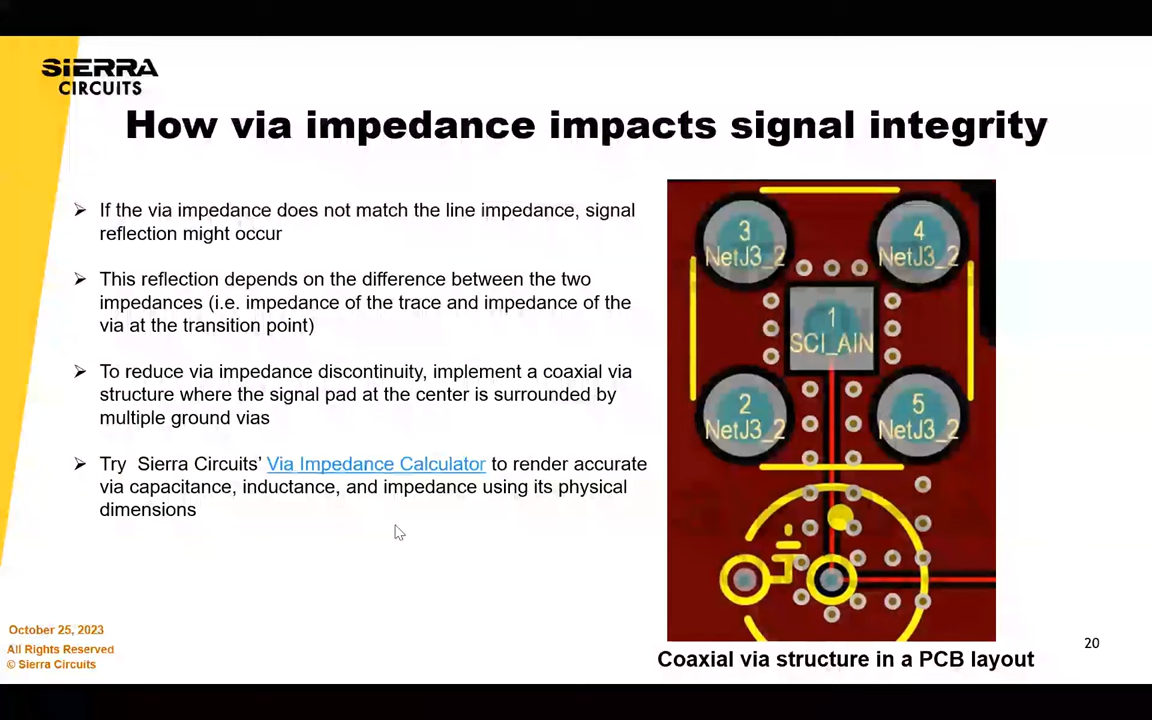 SIERRA
CIRCUITS
How via impedance impacts signal integrity
If the via impedance does not match the line impedance, signal
reflection might occur
This reflection depends on the difference between the two
impedances (i.e. impedance of the trace and impedance of the
via at the transition point)
To reduce via impedance discontinuity, implement a coaxial via
structure where the signal pad at the center is surrounded by
multiple ground vias
Try Sierra Circuits’ Via Impedance Calculator to render accurate
via capacitance, inductance, and impedance using its physical
dimensions
3
NetJ3_2
4
NetJ3_2
1
SCI_AIN
2
NetJ3_2
5
NetJ3_2
Coaxial via structure in a PCB layout
October 25, 2023
All Rights Reserved
© Sierra Circuits
20